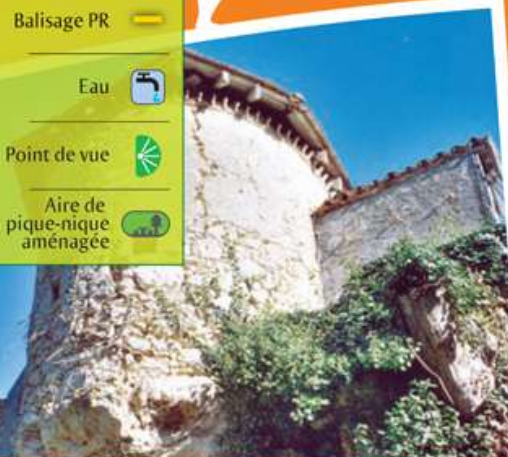 Balisage PR
Eau
Point de vue
Aire de
pique-nique
aménagée